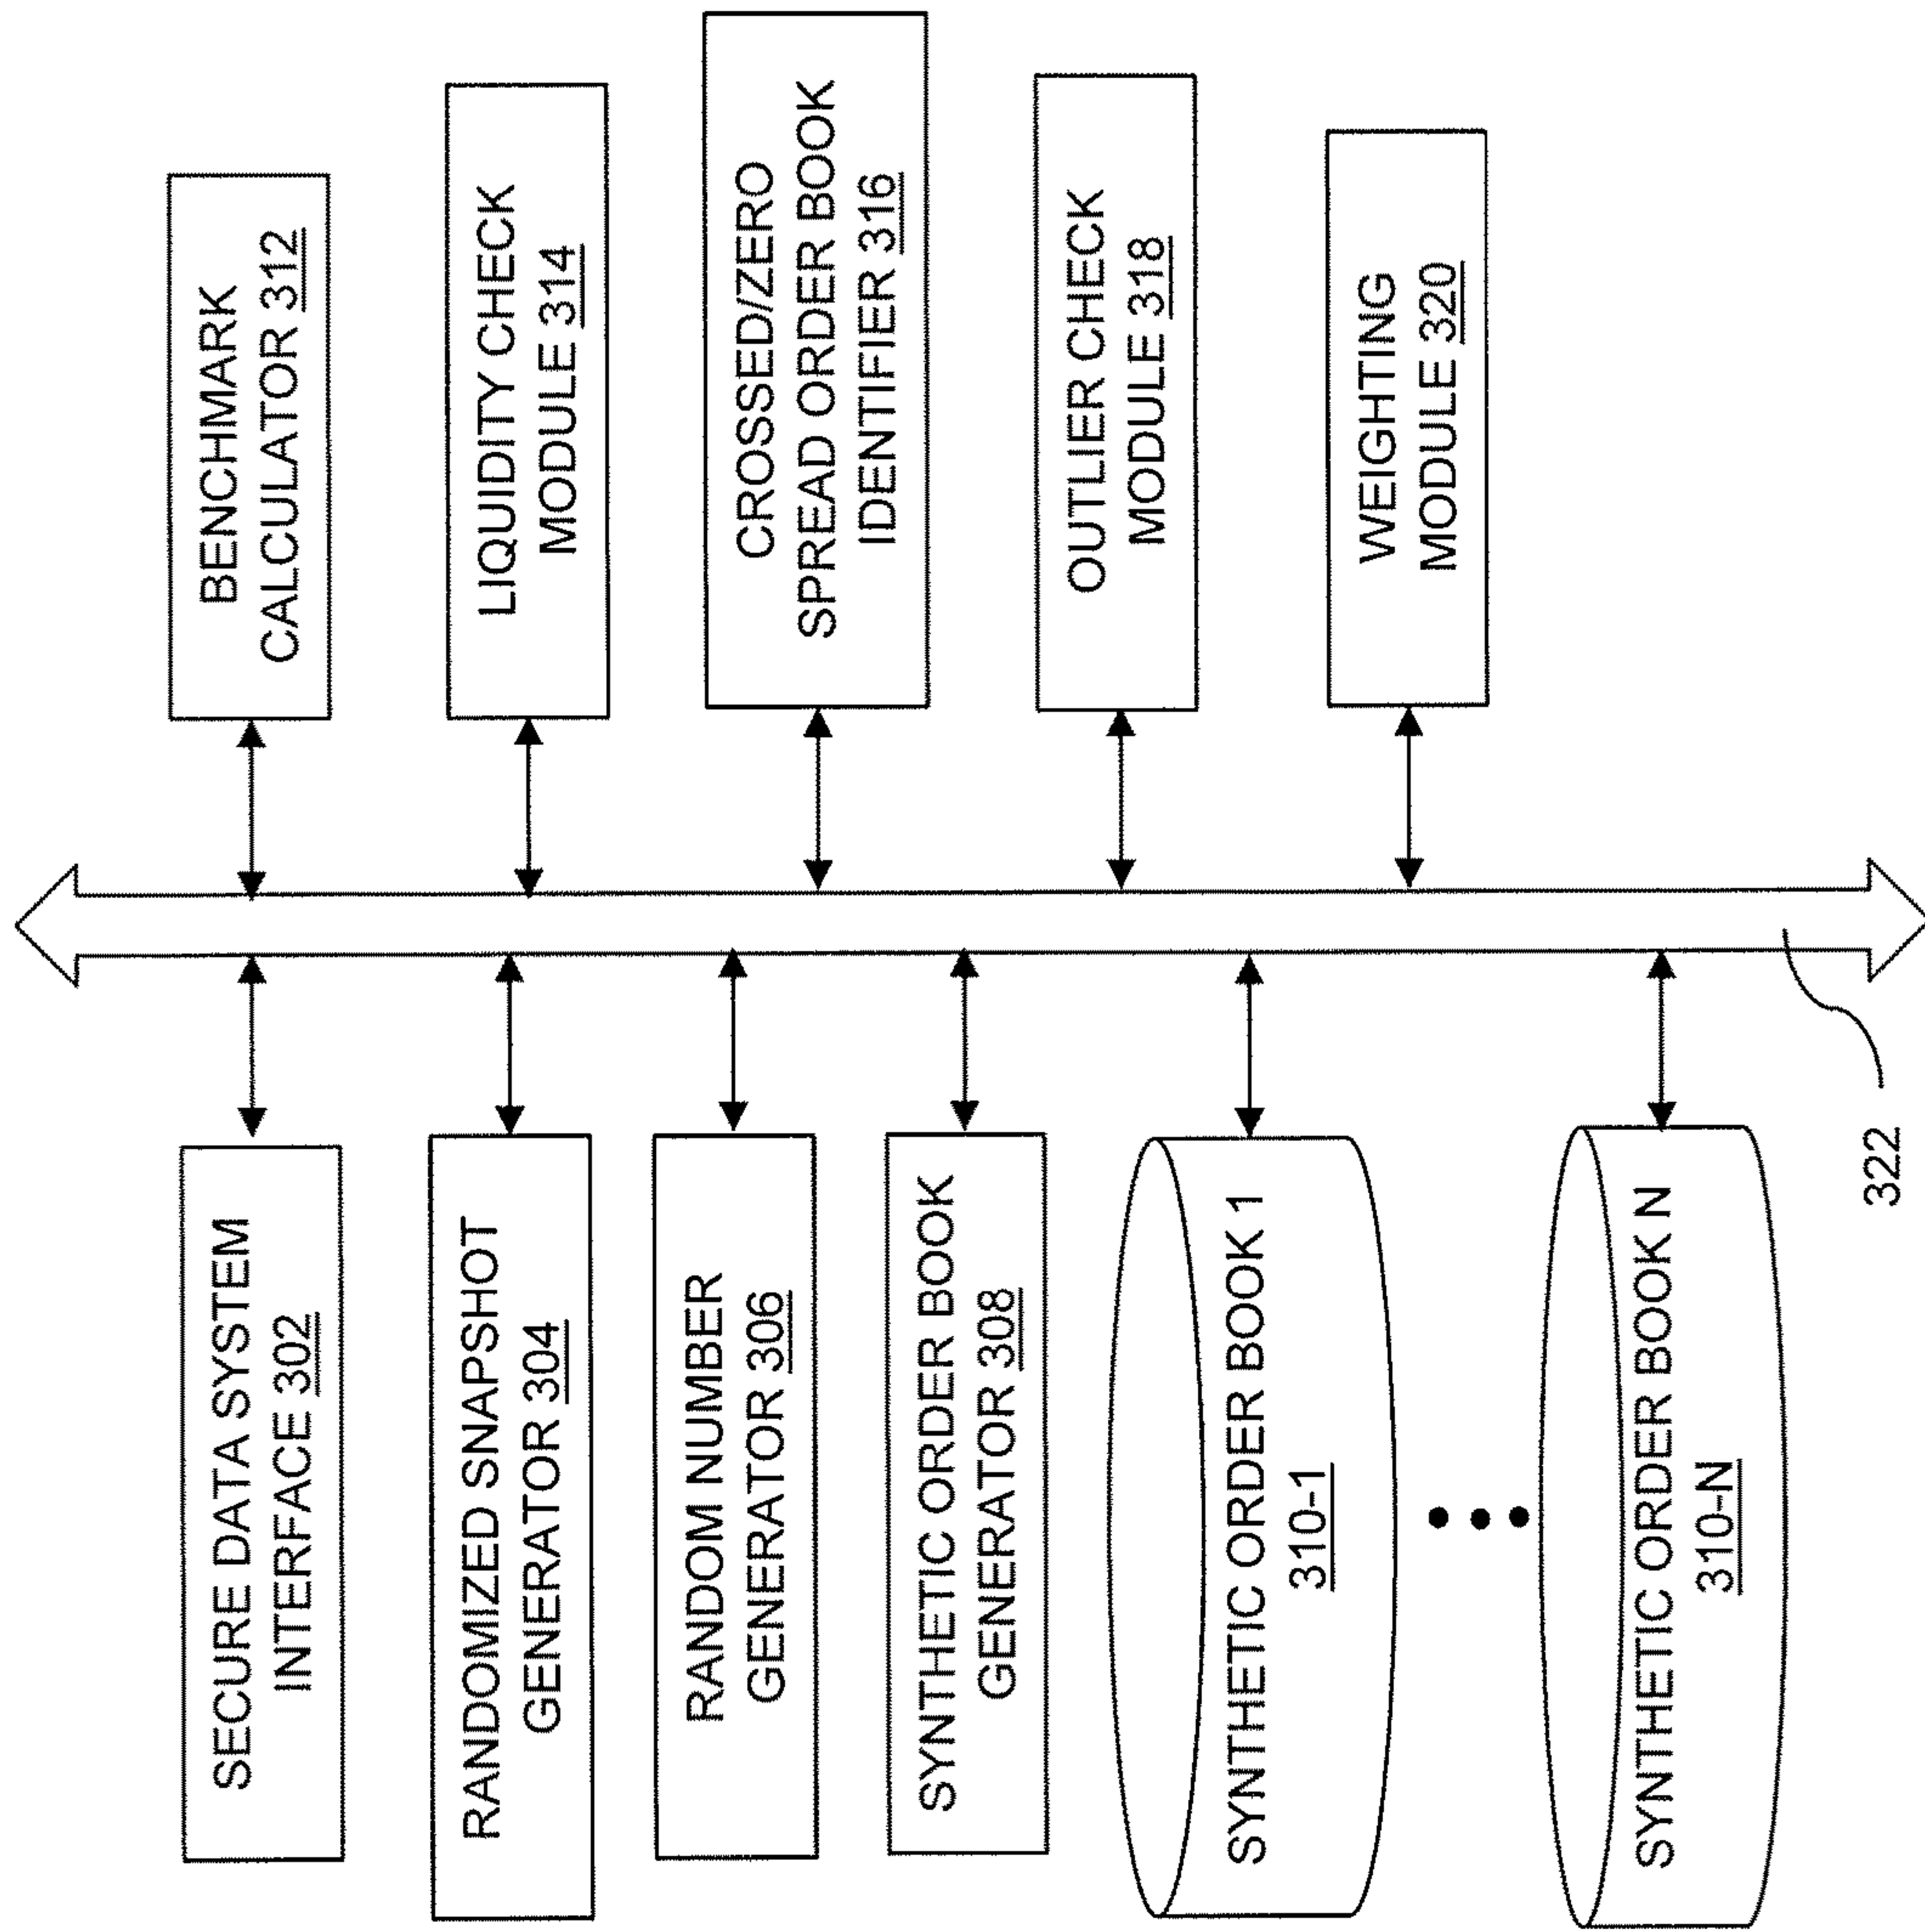 SECURE DATA SYSTEM
INTERFACE 302
RANDOMIZED SNAPSHOT
GENERATOR 304
RANDOM NUMBER
GENERATOR 306
SYNTHETIC ORDER BOOK
GENERATOR 308
SYNTHETIC ORDER BOOK 1
310-1
SYNTHETIC ORDER BOOK N
310-N
322
BENCHMARK
CALCULATOR 312
LIQUIDITY CHECK
MODULE 314
CROSSED/ZERO
SPREAD ORDER BOOK
IDENTIFIER 316
OUTLIER CHECK
MODULE 318
WEIGHTING
MODULE 320